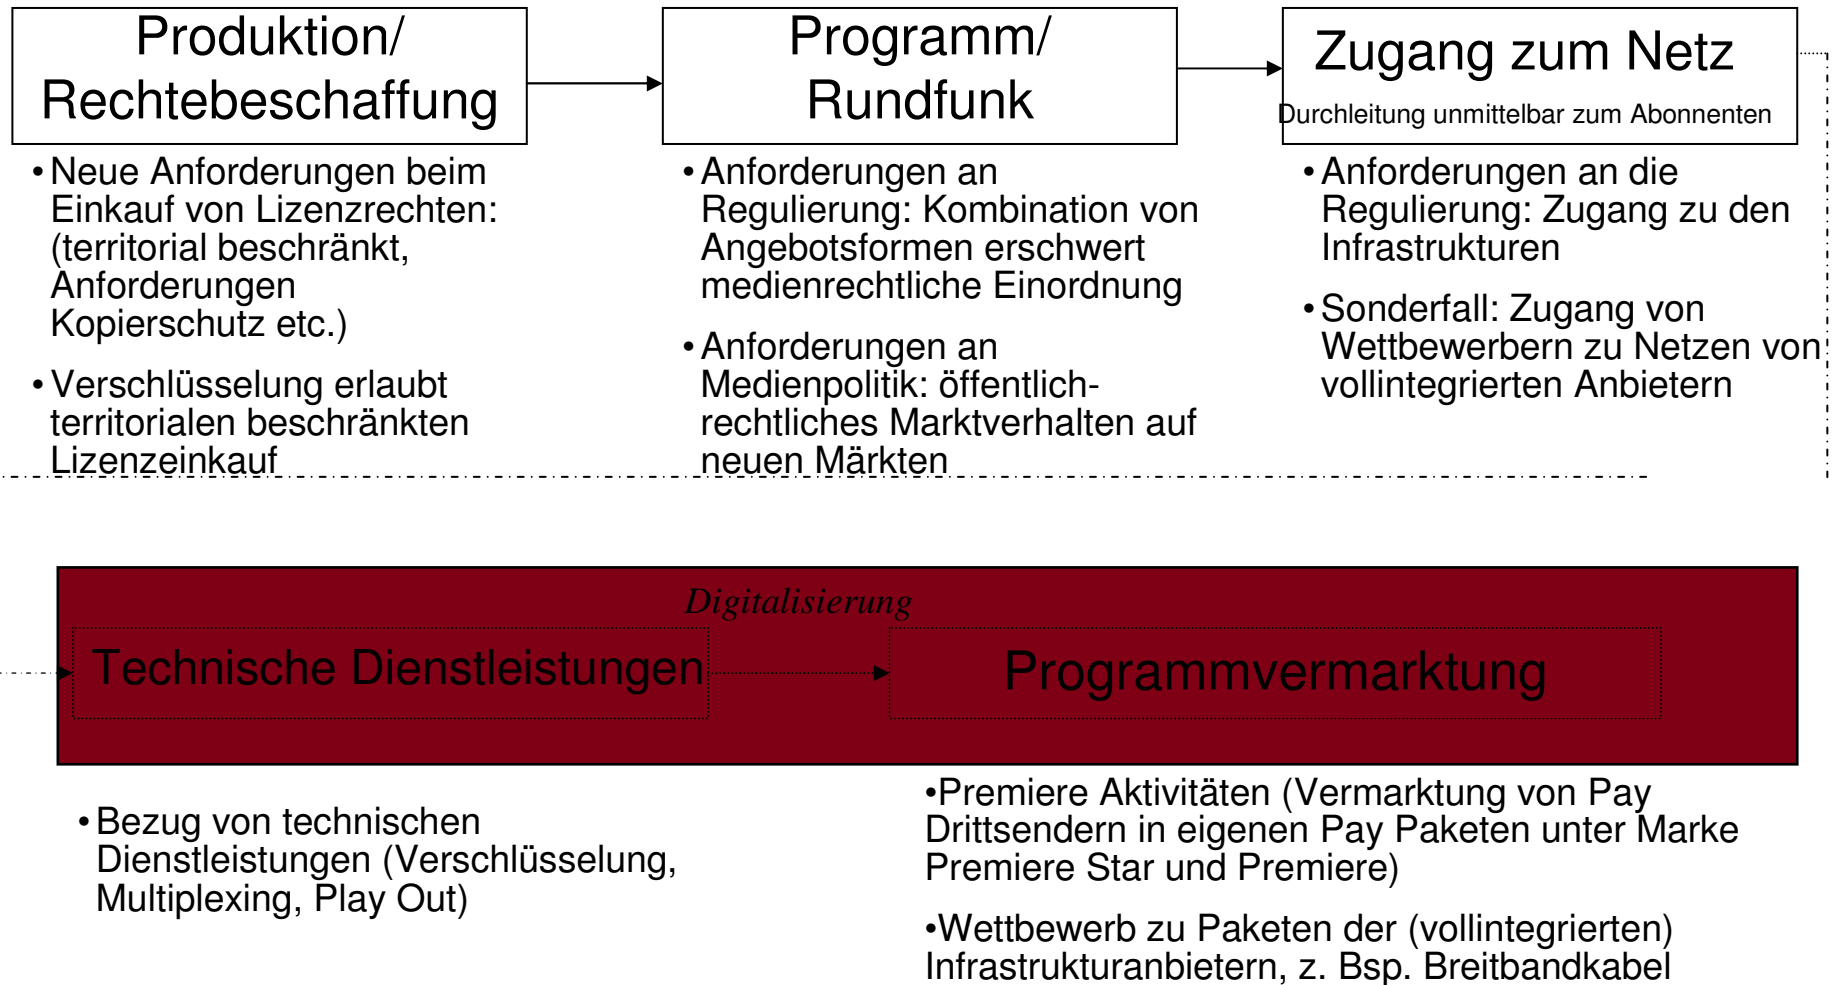 Produktion/
Rechtebeschaffung
Programm/
Rundfunk
Zugang zum Netz
Durchleitung unmittelbar zum Abonnenten
• Neue Anforderungen beim
Einkauf von Lizenzrechten:
(territorial beschränkt,
Anforderungen
Kopierschutz etc.)
• Verschlüsselung erlaubt
territorialen beschränkten
Lizenzeinkauf
• Anforderungen an
Regulierung: Kombination von
Angebotsformen erschwert
medienrechtliche Einordnung
• Anforderungen an
Medienpolitik: öffentlich-
rechtliches Marktverhalten auf
neuen Märkten
• Anforderungen an die
Regulierung: Zugang zu den
Infrastrukturen
• Sonderfall: Zugang von
Wettbewerbern zu Netzen von
vollintegrierten Anbietern
Digitalisierung
Technische Dienstleistungen
Programmvermarktung
• Bezug von technischen
Dienstleistungen (Verschlüsselung,
Multiplexing, Play Out)
•Premiere Aktivitäten (Vermarktung von Pay
Drittsendern in eigenen Pay Paketen unter Marke
Premiere Star und Premiere)
•Wettbewerb zu Paketen der (vollintegrierten)
Infrastrukturanbietern, z. Bsp. Breitbandkabel